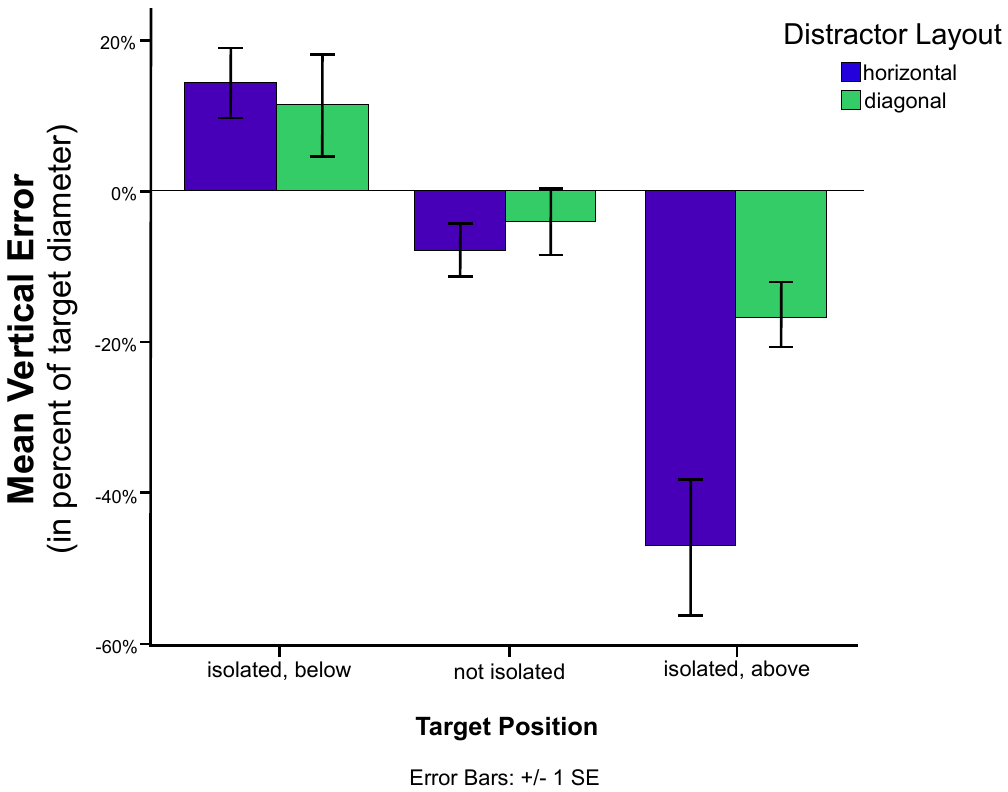 Distractor Layout
horizontal
diagonal
Mean Vertical Error
(in percent of target diameter)
20%
0%
-20%
-40%
-60%
isolated, below
not isolated
isolated, above
Target Position
Error Bars: +/- 1 SE